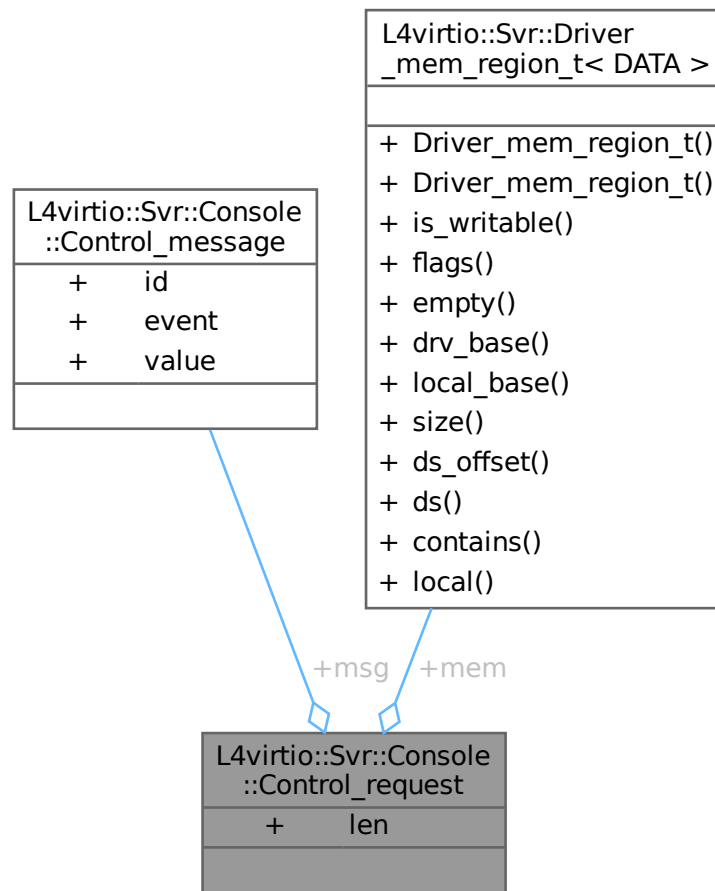 L4virtio::Svr::Driver
_mem_region_t< DATA >
+ Driver_mem_region_t()
+ Driver_mem_region_t()
+ is_writable()
+ flags()
+ empty()
+ drv_base()
+ local_base()
+ size()
+ ds_offset()
+ ds()
+ contains()
+ local()
L4virtio::Svr::Console
::Control_message
+ id
+ event
+ value
+msg
+mem
L4virtio::Svr::Console
::Control_request
+ len